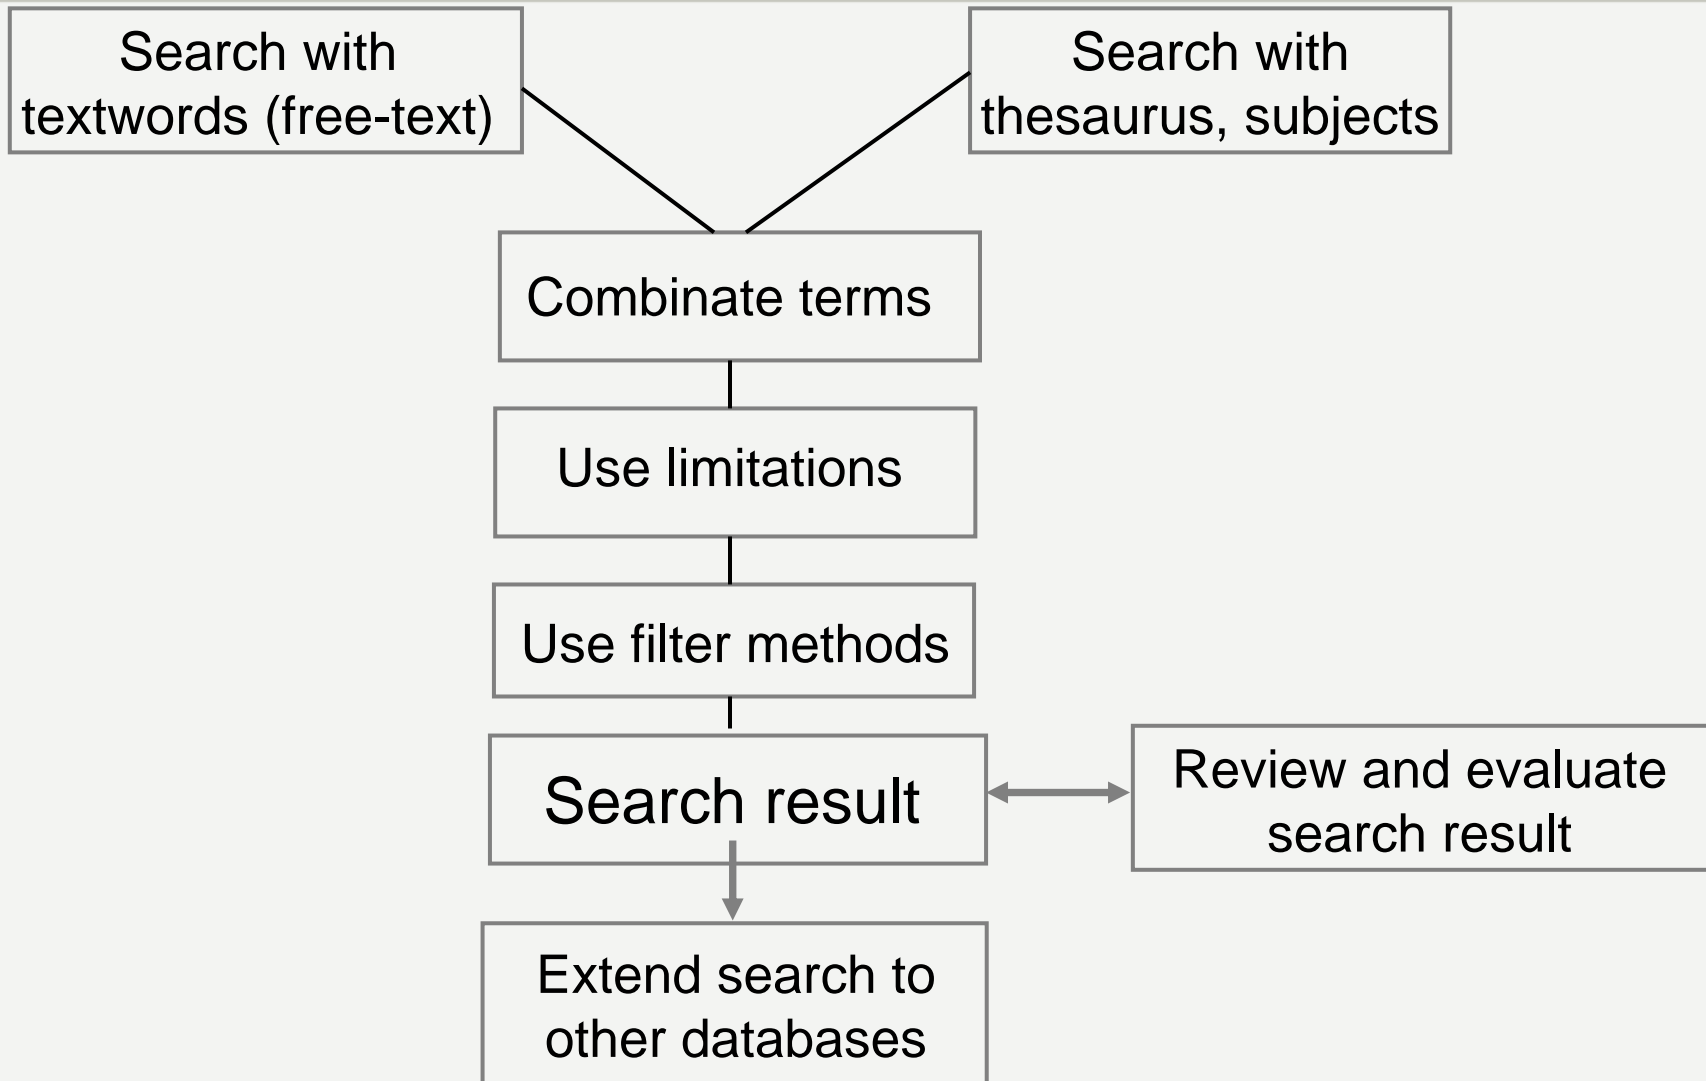 Search with
textwords (free-text)
Search with
thesaurus, subjects
Combinate terms
Use limitations
Use filter methods
Search result
Review and evaluate
search result
Extend search to
other databases